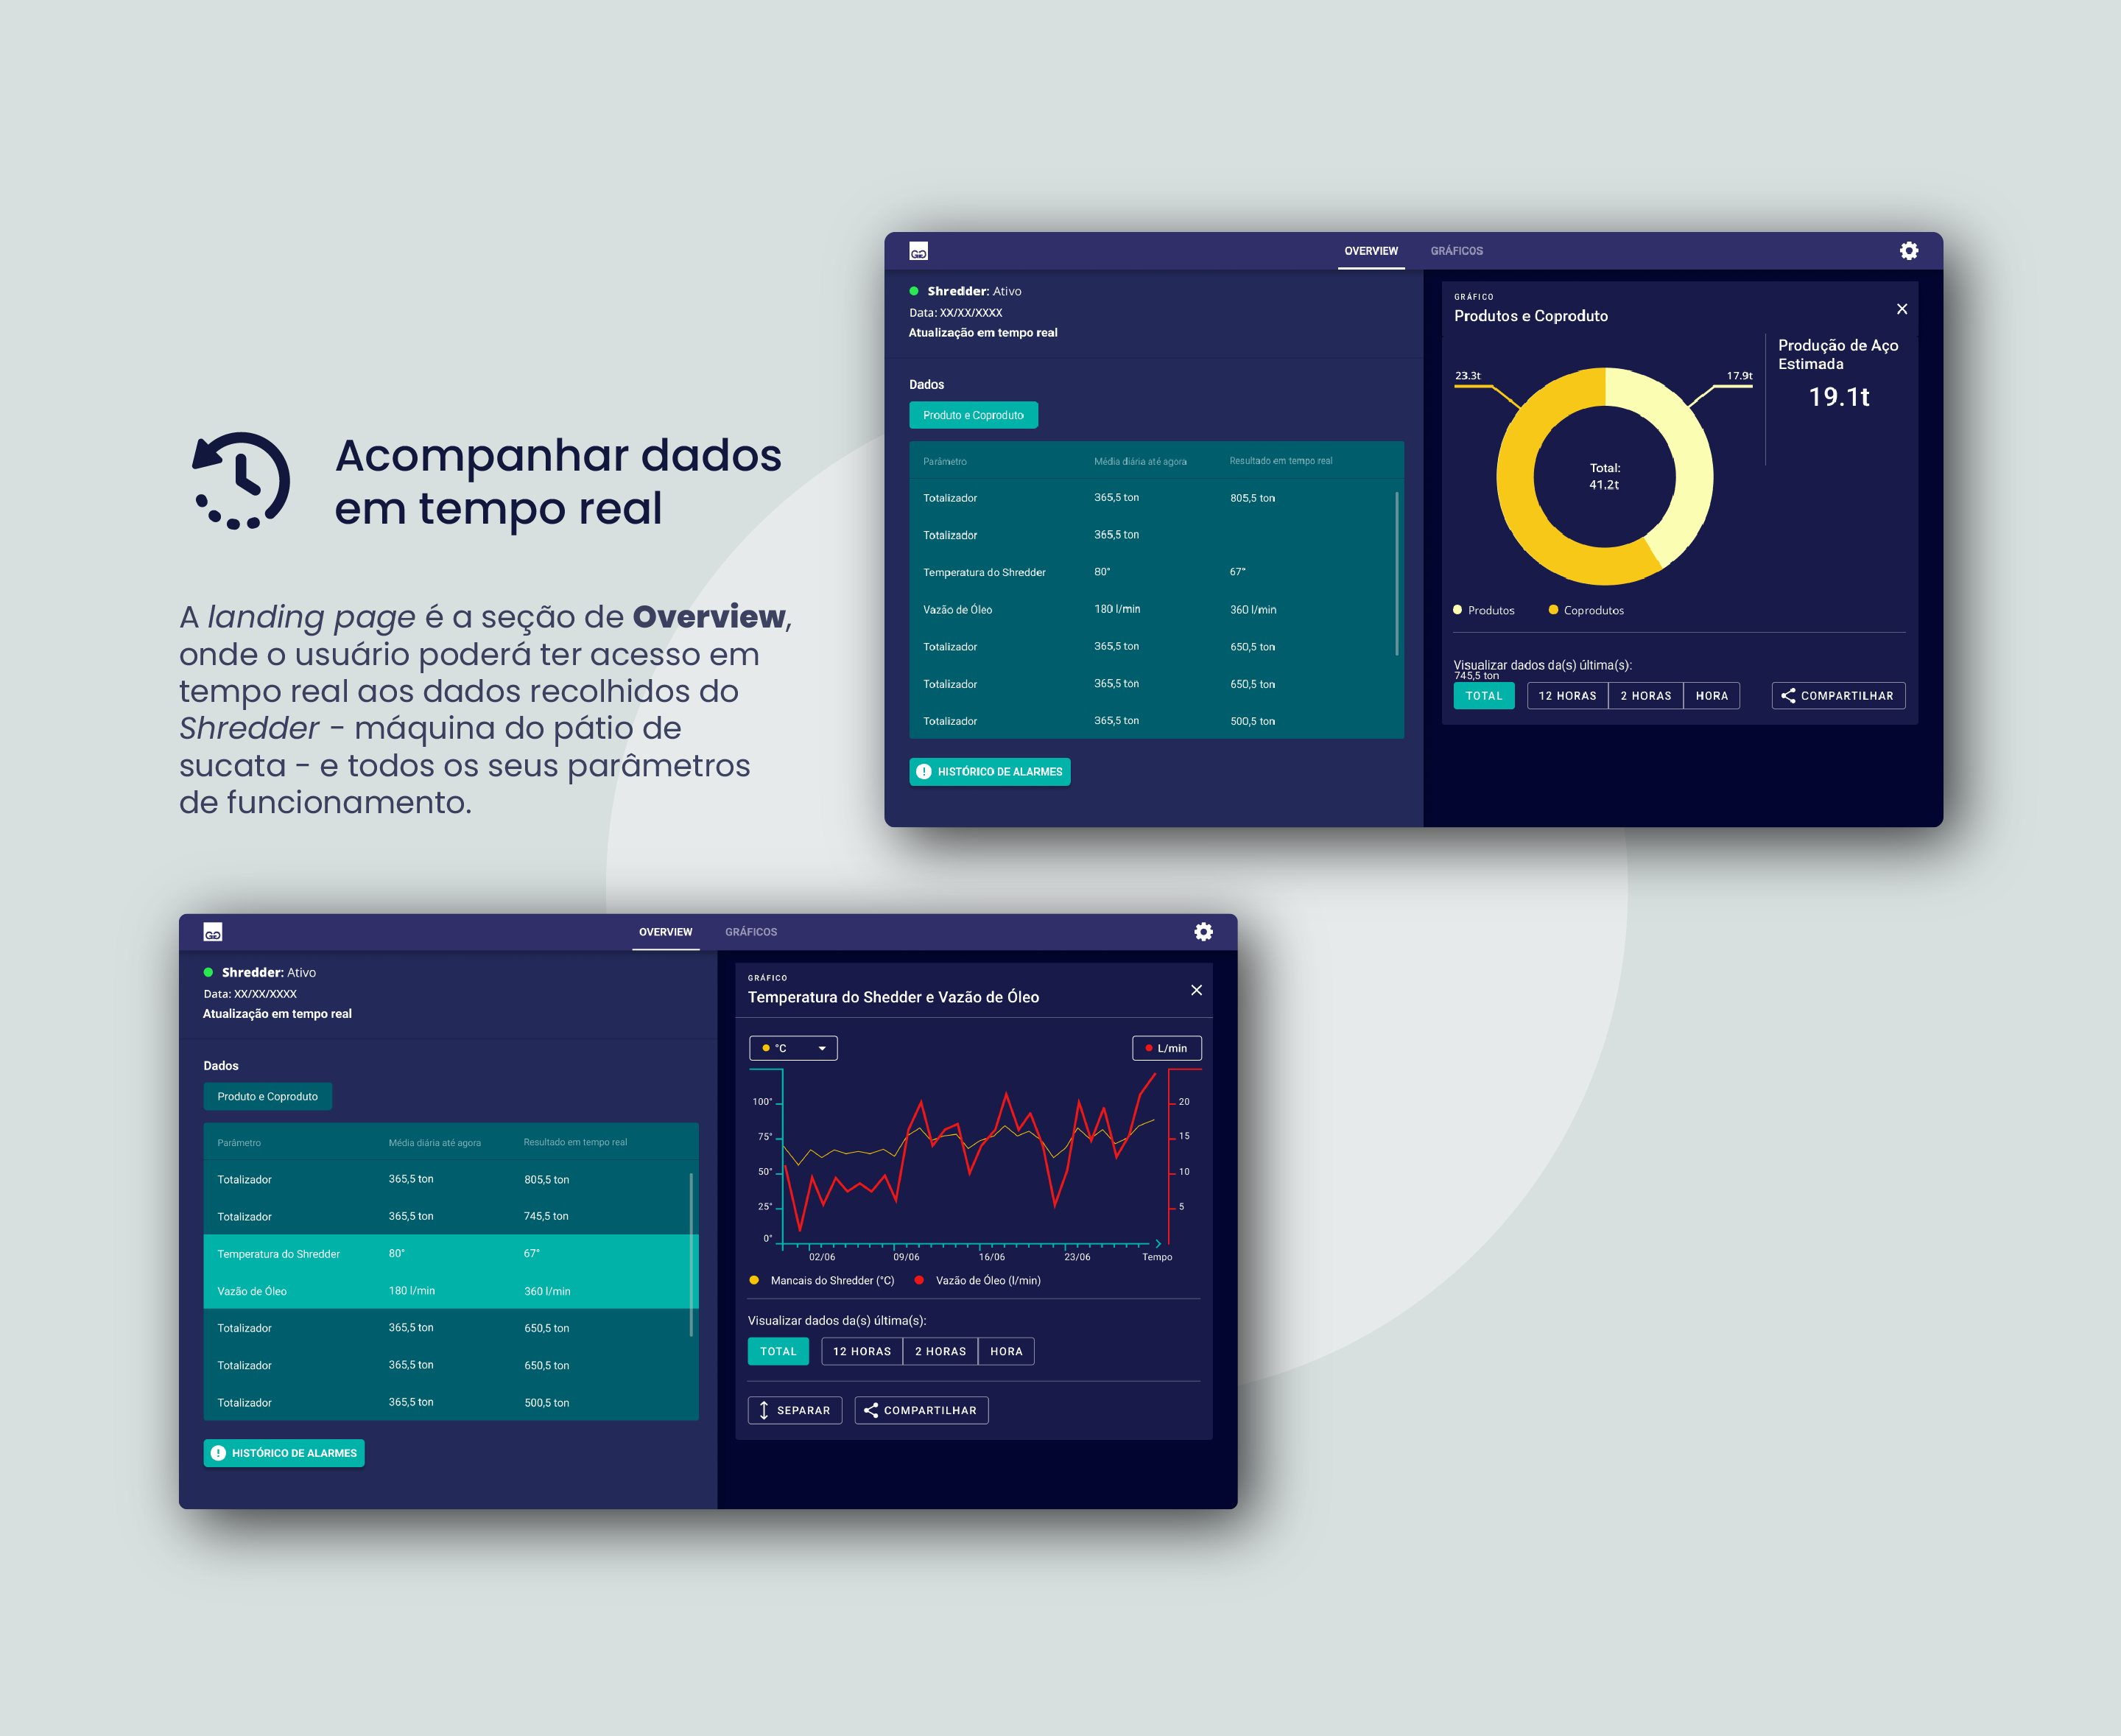 Acompanhar dados
em tempo real
A landing page é a seção de Overview,
onde o usuário poderá ter acesso em
tempo real aos dados recolhidos do
Shredder - máquina do pátio de
sucata - e todos os seus parâmetros
de funcionamento.
OVERVIEW GRÁFICOS
Shredder: Ativo
Data: XX/XX/XXXX
Atualização em tempo real
Dados
Produto e Coproduto
Parâmetro Média diária até agora Resultado em tempo real
Totalizador 365,5 ton 805,5 ton
Totalizador 365,5 ton
Temperatura do Shredder 80° 67°
Vazão de Óleo 180 l/min 360 l/min
Totalizador 365,5 ton 650,5 ton
Totalizador 365,5 ton 650,5 ton
Totalizador 365,5 ton 500,5 ton
HISTÓRICO DE ALARMES
GRÁFICO
Produtos e Coproduto
23.3t
17.9t
Total:
41.2t
Produção de Aço
Estimada
19.1t
Produtos Coprodutos
Visualizar dados da(s) última(s):
745,5 ton
TOTAL 12 HORAS 2 HORAS HORA COMPARTILHAR
OVERVIEW GRÁFICOS
Shredder: Ativo
Data: XX/XX/XXXX
Atualização em tempo real
Dados
Produto e Coproduto
Parâmetro Média diária até agora Resultado em tempo real
Totalizador 365,5 ton 805,5 ton
Totalizador 365,5 ton 745,5 ton
Temperatura do Shredder 80° 67°
Vazão de Óleo 180 l/min 360 l/min
Totalizador 365,5 ton 650,5 ton
Totalizador 365,5 ton 650,5 ton
Totalizador 365,5 ton 500,5 ton
HISTÓRICO DE ALARMES
GRÁFICO
Temperatura do Shedder e Vazão de Óleo
°C L/min
100° 20
75° 15
50° 10
25° 5
0°
02/06 09/06 16/06 23/06 Tempo
Mancais do Shredder (°C) Vazão de Óleo (l/min)
Visualizar dados da(s) última(s):
TOTAL 12 HORAS 2 HORAS HORA
SEPARAR COMPARTILHAR